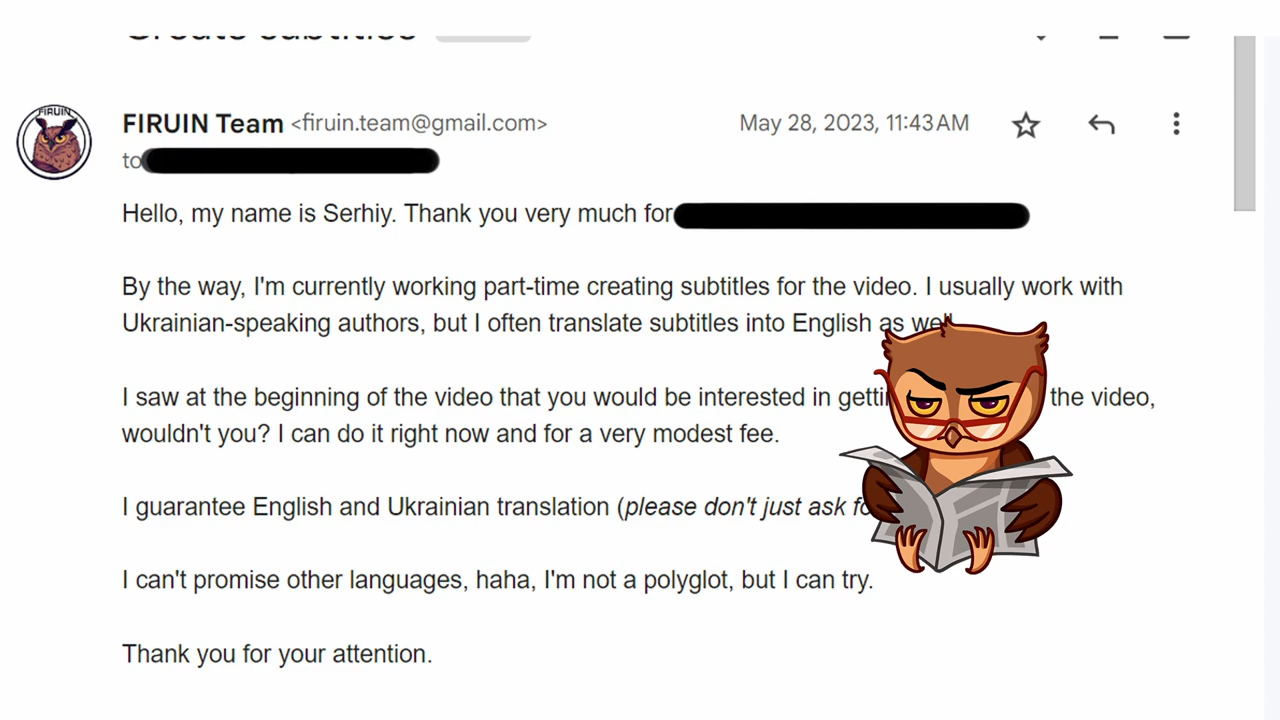 Create subtitles
FIRUIN
FIRUIN Team <firuin.team@gmail.com>
May 28, 2023, 11:43 AM
to
Hello, my name is Serhiy. Thank you very much for
By the way, I'm currently working part-time creating subtitles for the video. I usually work with
Ukrainian-speaking authors, but I often translate subtitles into English as well
I saw at the beginning of the video that you would be interested in the video,
wouldn't you? I can do it right now and for a very modest fee.
I guarantee English and Ukrainian translation (please don't just ask
I can't promise other languages, haha, I'm not a polyglot, but I can try.
Thank you for your attention.